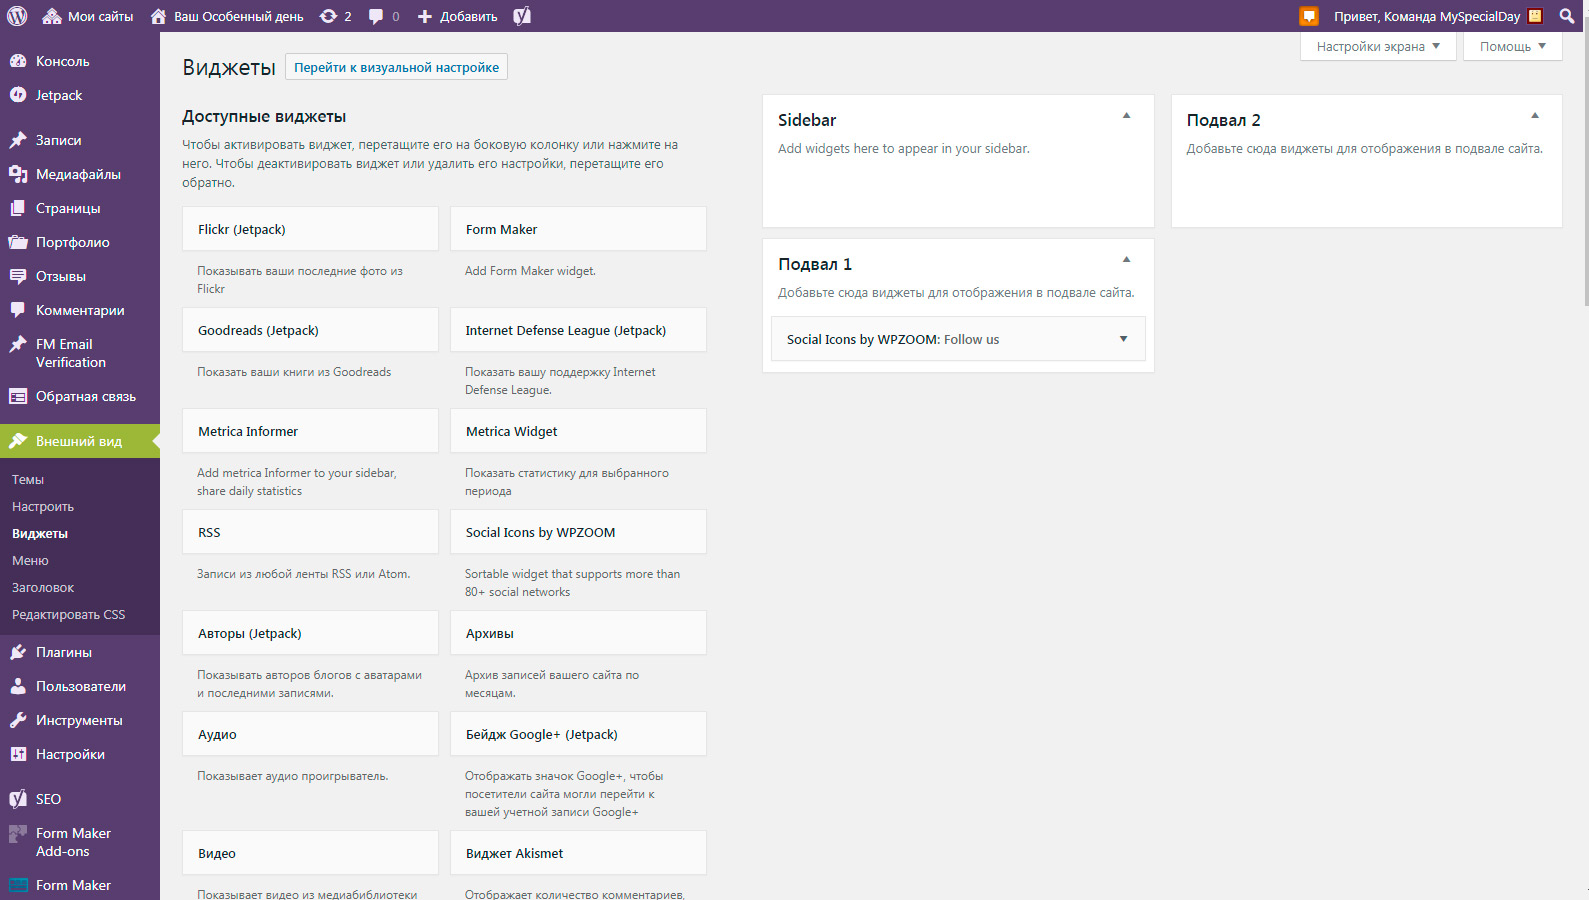 Мои сайты
Ваш Особенный день
2
0
Добавить
Привет, Команда MySpecialDay
Консоль
Jetpack
Записи
Медиафайлы
Страницы
Портфолио
Отзывы
Комментарии
FM Email
Verification
Обратная связь
Внешний вид
Темы
Настроить
Виджеты
Меню
Заголовок
Редактировать CSS
Плагины
Пользователи
Инструменты
Настройки
SEO
Form Maker
Add-ons
Form Maker
Настройки экрана
Помощь
Виджеты
Перейти к визуальной настройке
Доступные виджеты
Чтобы активировать виджет, перетащите его на боковую колонку или нажмите на
него. Чтобы деактивировать виджет или удалить его настройки, перетащите его
обратно.
Flickr (Jetpack)
Показывать ваши последние фото из
Flickr
Form Maker
Add Form Maker widget.
Goodreads (Jetpack)
Показать ваши книги из Goodreads
Internet Defense League (Jetpack)
Показать вашу поддержку Internet
Defense League.
Metrica Informer
Add metrica Informer to your sidebar,
share daily statistics
Metrica Widget
Показать статистику для выбранного
периода
RSS
Записи из любой ленты RSS или Atom.
Social Icons by WPZOOM
Sortable widget that supports more than
80+ social networks
Авторы (Jetpack)
Показывать авторов блогов с аватарами
и последними записями.
Архивы
Архив записей вашего сайта по
месяцам.
Аудио
Показывает аудио проигрыватель.
Бейдж Google+ (Jetpack)
Отображать значок Google+, чтобы
посетители сайта могли перейти к
вашей учетной записи Google+
Видео
Показывает видео из медиабиблиотеки
Виджет Akismet
Отображает количество комментариев,
Sidebar
Add widgets here to appear in your sidebar.
Подвал 1
Добавьте сюда виджеты для отображения в подвале сайта.
Social Icons by WPZOOM: Follow us
Подвал 2
Добавьте сюда виджеты для отображения в подвале сайта.